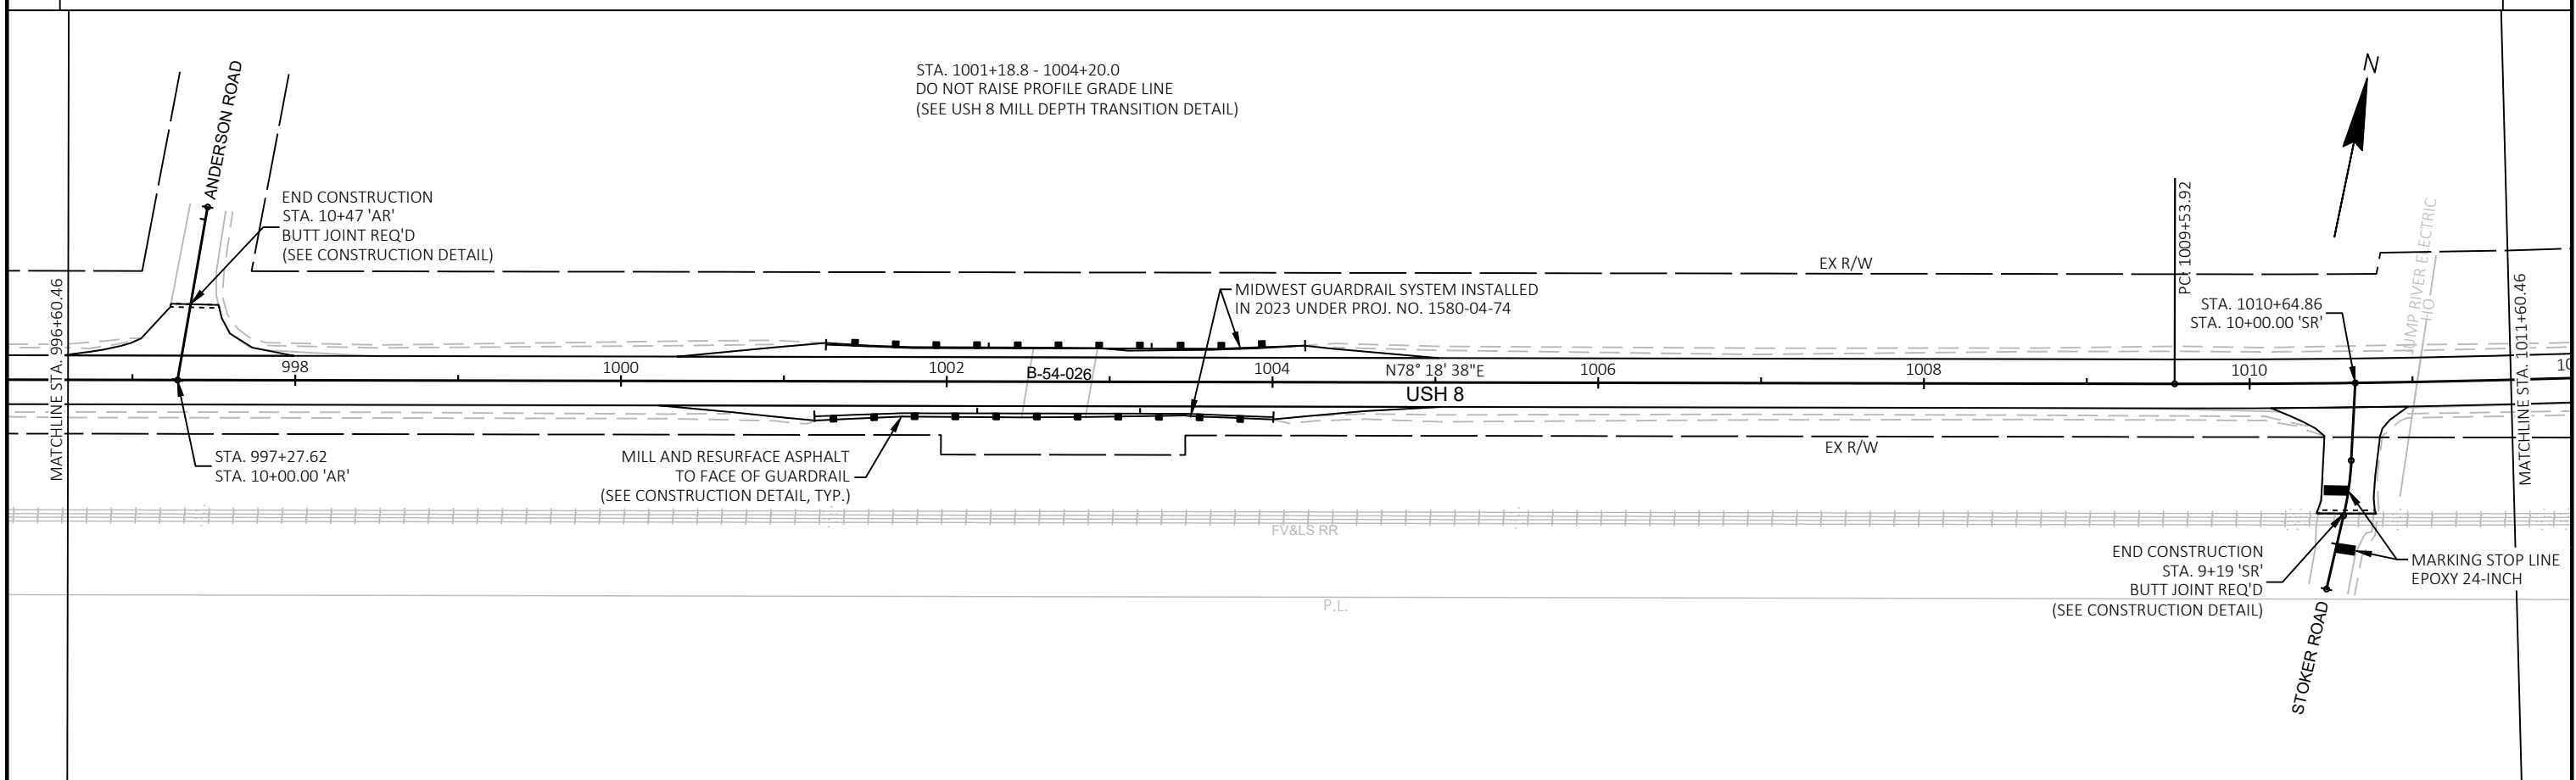 STA. 1001+18.8 - 1004+20.0
DO NOT RAISE PROFILE GRADE LINE
(SEE USH 8 MILL DEPTH TRANSITION DETAIL)
N
ANDERSON ROAD
END CONSTRUCTION
STA. 10+47 'AR'
BUTT JOINT REQ'D
(SEE CONSTRUCTION DETAIL)
MATCHLINE STA. 996+60.46
EX R/W
PC: 1009+53.92
JUMP RIVER ELECTRIC
HO
MIDWEST GUARDRAIL SYSTEM INSTALLED
IN 2023 UNDER PROJ. NO. 1580-04-74
STA. 1010+64.86
STA. 10+00.00 'SR'
MATCHLINE STA. 1011+60.46
998
1000
1002
B-54-026
1004
N78° 18' 38"E
1006
1008
1010
10
USH 8
STA. 997+27.62
STA. 10+00.00 'AR'
MILL AND RESURFACE ASPHALT
TO FACE OF GUARDRAIL
(SEE CONSTRUCTION DETAIL, TYP.)
EX R/W
FV&LS RR
END CONSTRUCTION
STA. 9+19 'SR'
BUTT JOINT REQ'D
(SEE CONSTRUCTION DETAIL)
MARKING STOP LINE
EPOXY 24-INCH
P.L.
STOKER ROAD